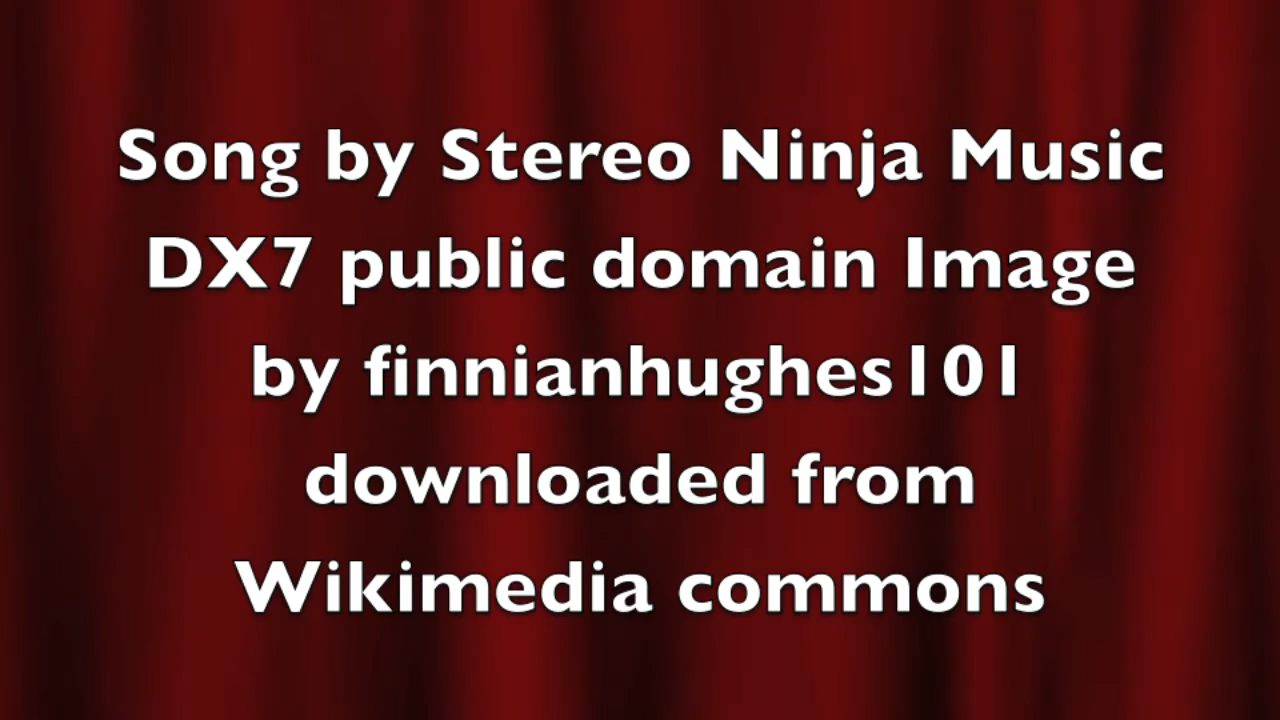 Song by Stereo Ninja Music
DX7 public domain Image
by finnianhughes101
downloaded from
Wikimedia commons